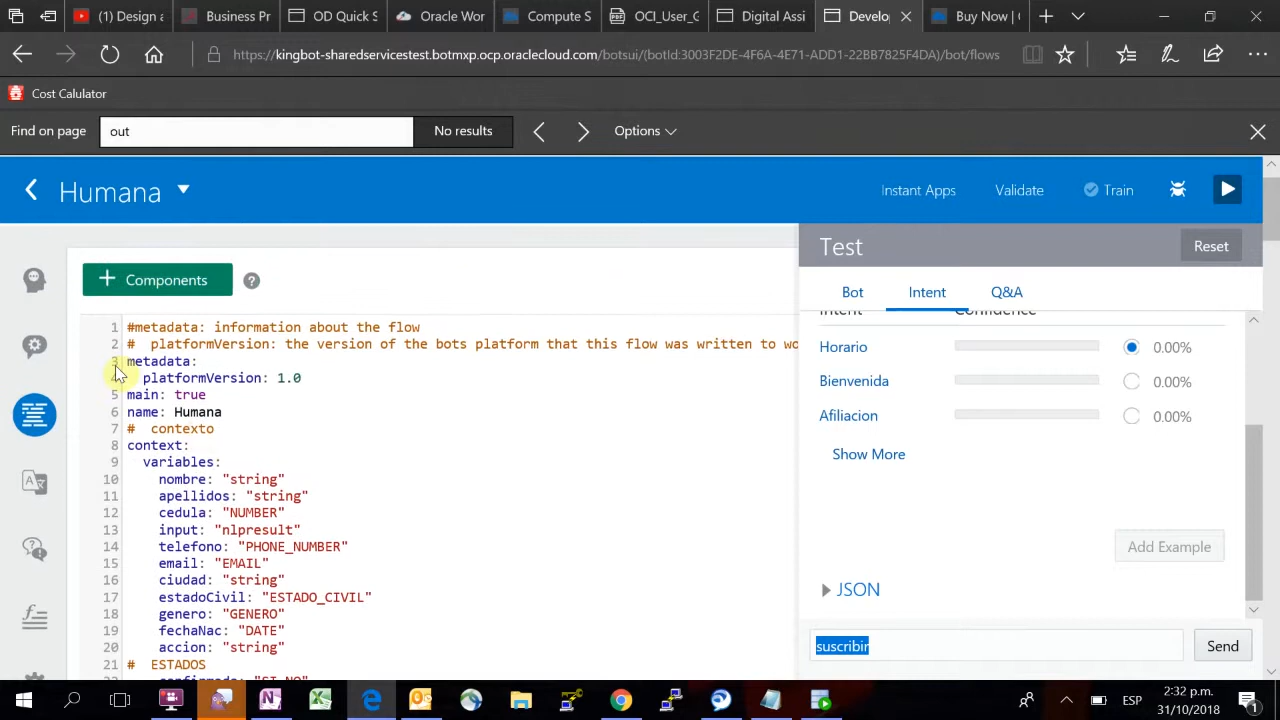 (1) Design a
Business Pr
OD Quick S
Oracle Wor
Compute S
OCI_User_G
Digital Assi
Develo
Buy Now | O
https://kingbot-sharedservicestest.botmxp.ocp.oraclecloud.com/botsui/(botId:3003F2DE-4F6A-4E71-ADD1-22BB7825F4DA)/bot/flows
Cost Calulator
Find on page
out
No results
Options
Humana
Instant Apps
Validate
Train
Components
?
Test
Reset
Bot
Intent
Q&A
1 #metadata: information about the flow
2 #  platformVersion: the version of the bots platform that this flow was written to wo
3 metadata:
4   platformVersion: 1.0
5 main: true
6 name: Humana
7 #  contexto
8 context:
9   variables:
10     nombre: "string"
11     apellidos: "string"
12     cedula: "NUMBER"
13     input: "nlpresult"
14     telefono: "PHONE_NUMBER"
15     email: "EMAIL"
16     ciudad: "string"
17     estadoCivil: "ESTADO_CIVIL"
18     genero: "GENERO"
19     fechaNac: "DATE"
20     accion: "string"
21 #  ESTADOS
Intent Confidence
Horario 0.00%
Bienvenida 0.00%
Afiliacion 0.00%
Show More
Add Example
JSON
suscribir
Send
ESP
2:32 p.m.
31/10/2018
1